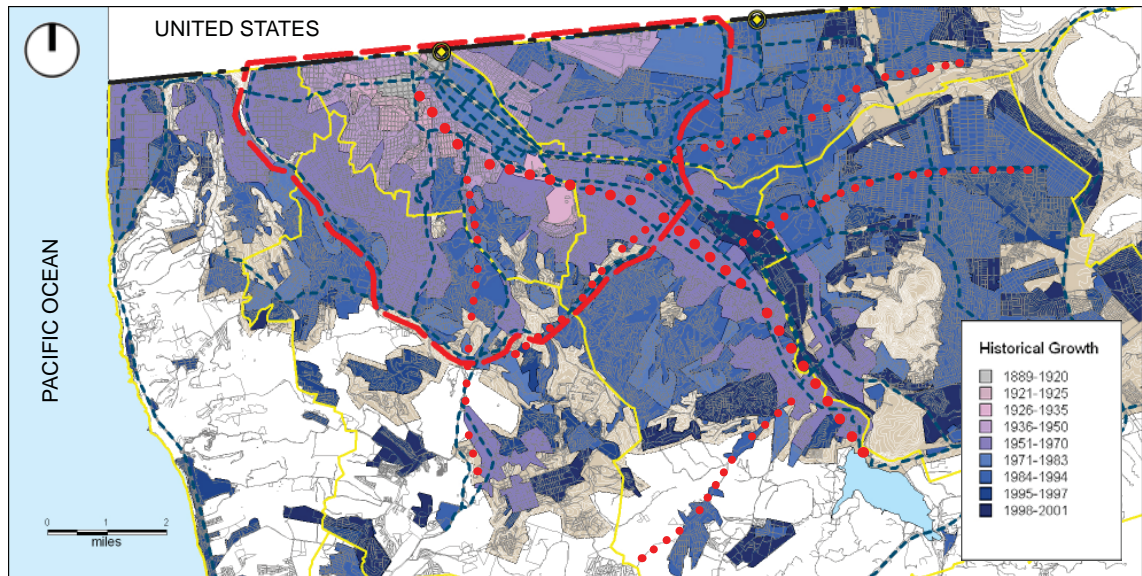 UNITED STATES
PACIFIC OCEAN
Historical Growth
1889-1920
1921-1925
1926-1935
1936-1950
1951-1970
1971-1983
1984-1994
1995-1997
1998-2001
0 1 2
miles